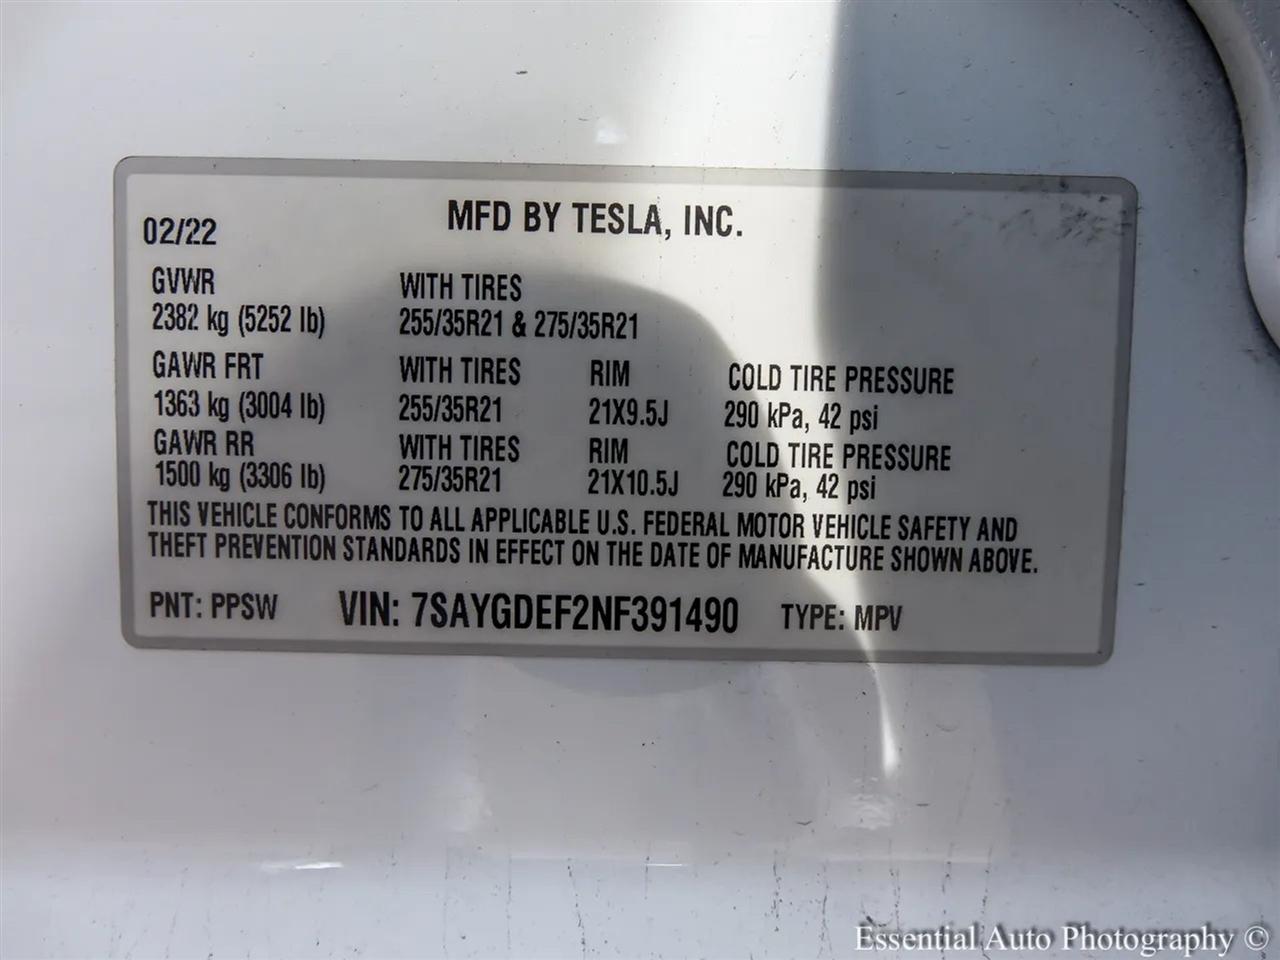 02/22 MFD BY TESLA, INC.
GVWR WITH TIRES
2382 kg (5252 lb) 255/35R21 & 275/35R21
GAWR FRT WITH TIRES RIM COLD TIRE PRESSURE
1363 kg (3004 lb) 255/35R21 21X9.5J 290 kPa, 42 psi
GAWR RR WITH TIRES RIM COLD TIRE PRESSURE
1500 kg (3306 lb) 275/35R21 21X10.5J 290 kPa, 42 psi
THIS VEHICLE CONFORMS TO ALL APPLICABLE U.S. FEDERAL MOTOR VEHICLE SAFETY AND
THEFT PREVENTION STANDARDS IN EFFECT ON THE DATE OF MANUFACTURE SHOWN ABOVE.
PNT: PPSW VIN: 7SAYGDEF2NF391490 TYPE: MPV
Essential Auto Photography ©